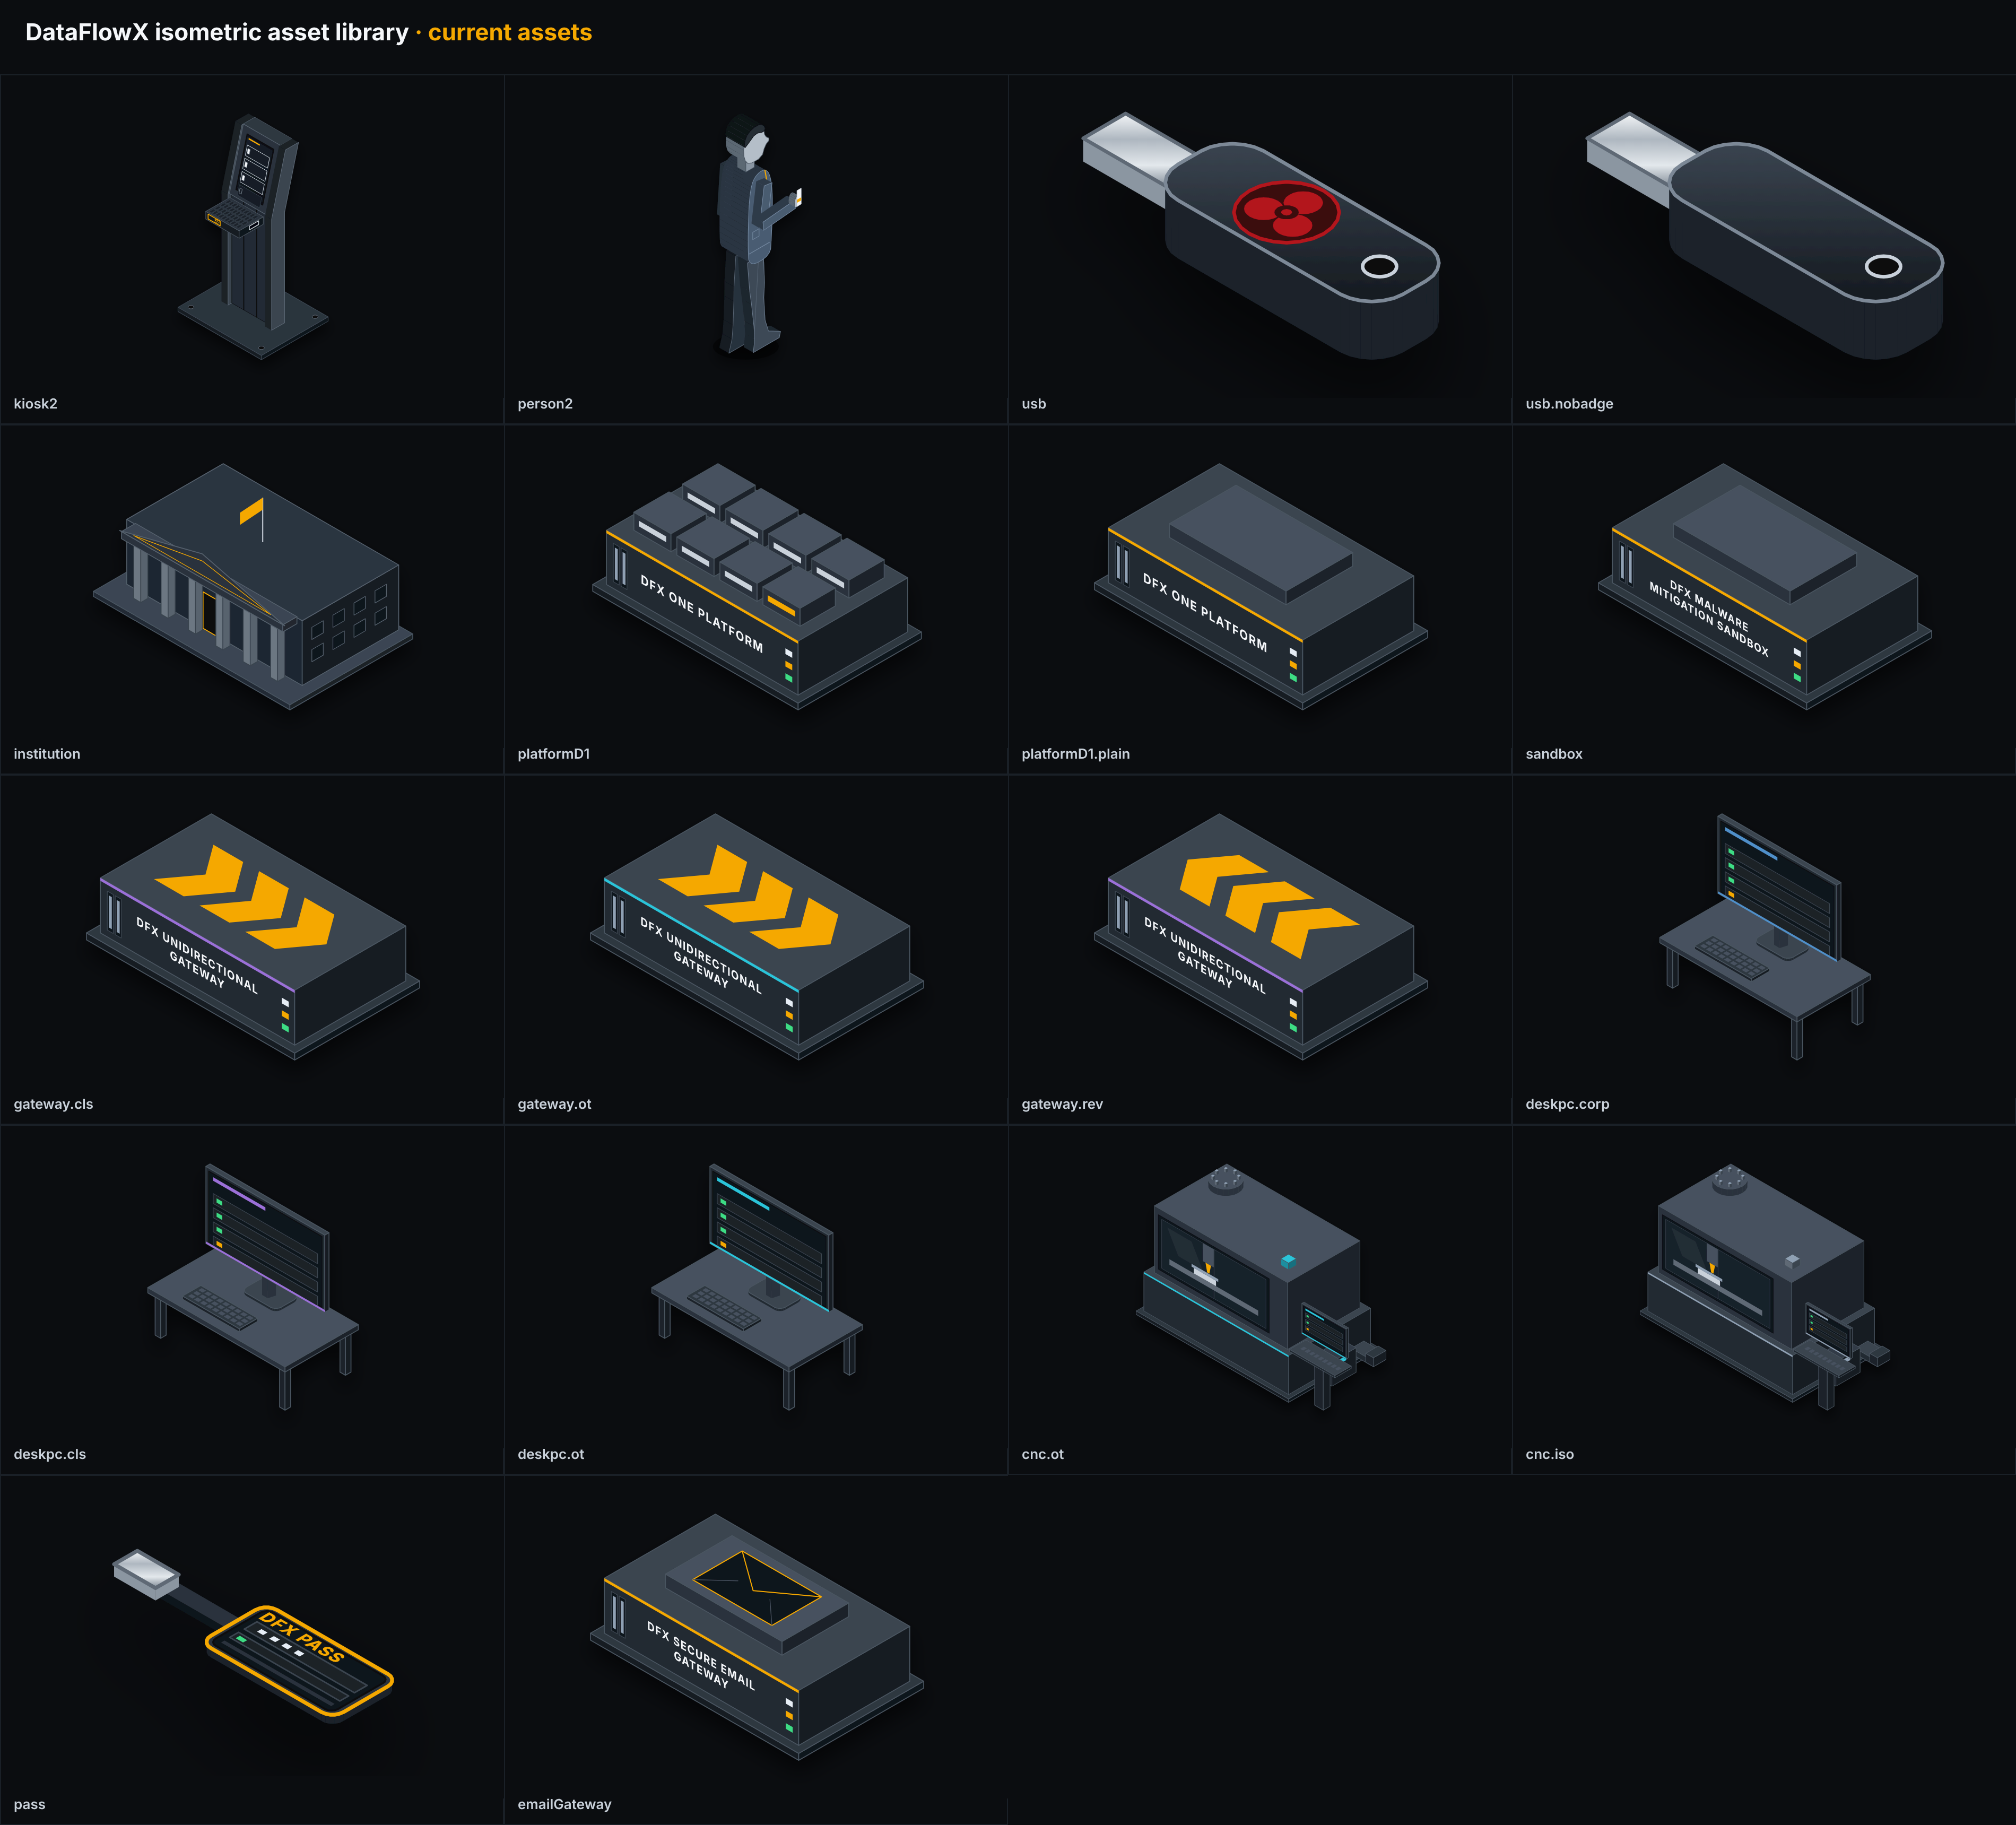 DataFlowX isometric asset library · current assets
kiosk2
person2
usb
usb.nobadge
DFX ONE PLATFORM
DFX ONE PLATFORM
DFX MALWARE
MITIGATION SANDBOX
institution
platformD1
platformD1.plain
sandbox
DFX UNIDIRECTIONAL
GATEWAY
DFX UNIDIRECTIONAL
GATEWAY
DFX UNIDIRECTIONAL
GATEWAY
gateway.cls
gateway.ot
gateway.rev
deskpc.corp
deskpc.cls
deskpc.ot
cnc.ot
cnc.iso
DFX PASS
DFX SECURE EMAIL
GATEWAY
pass
emailGateway